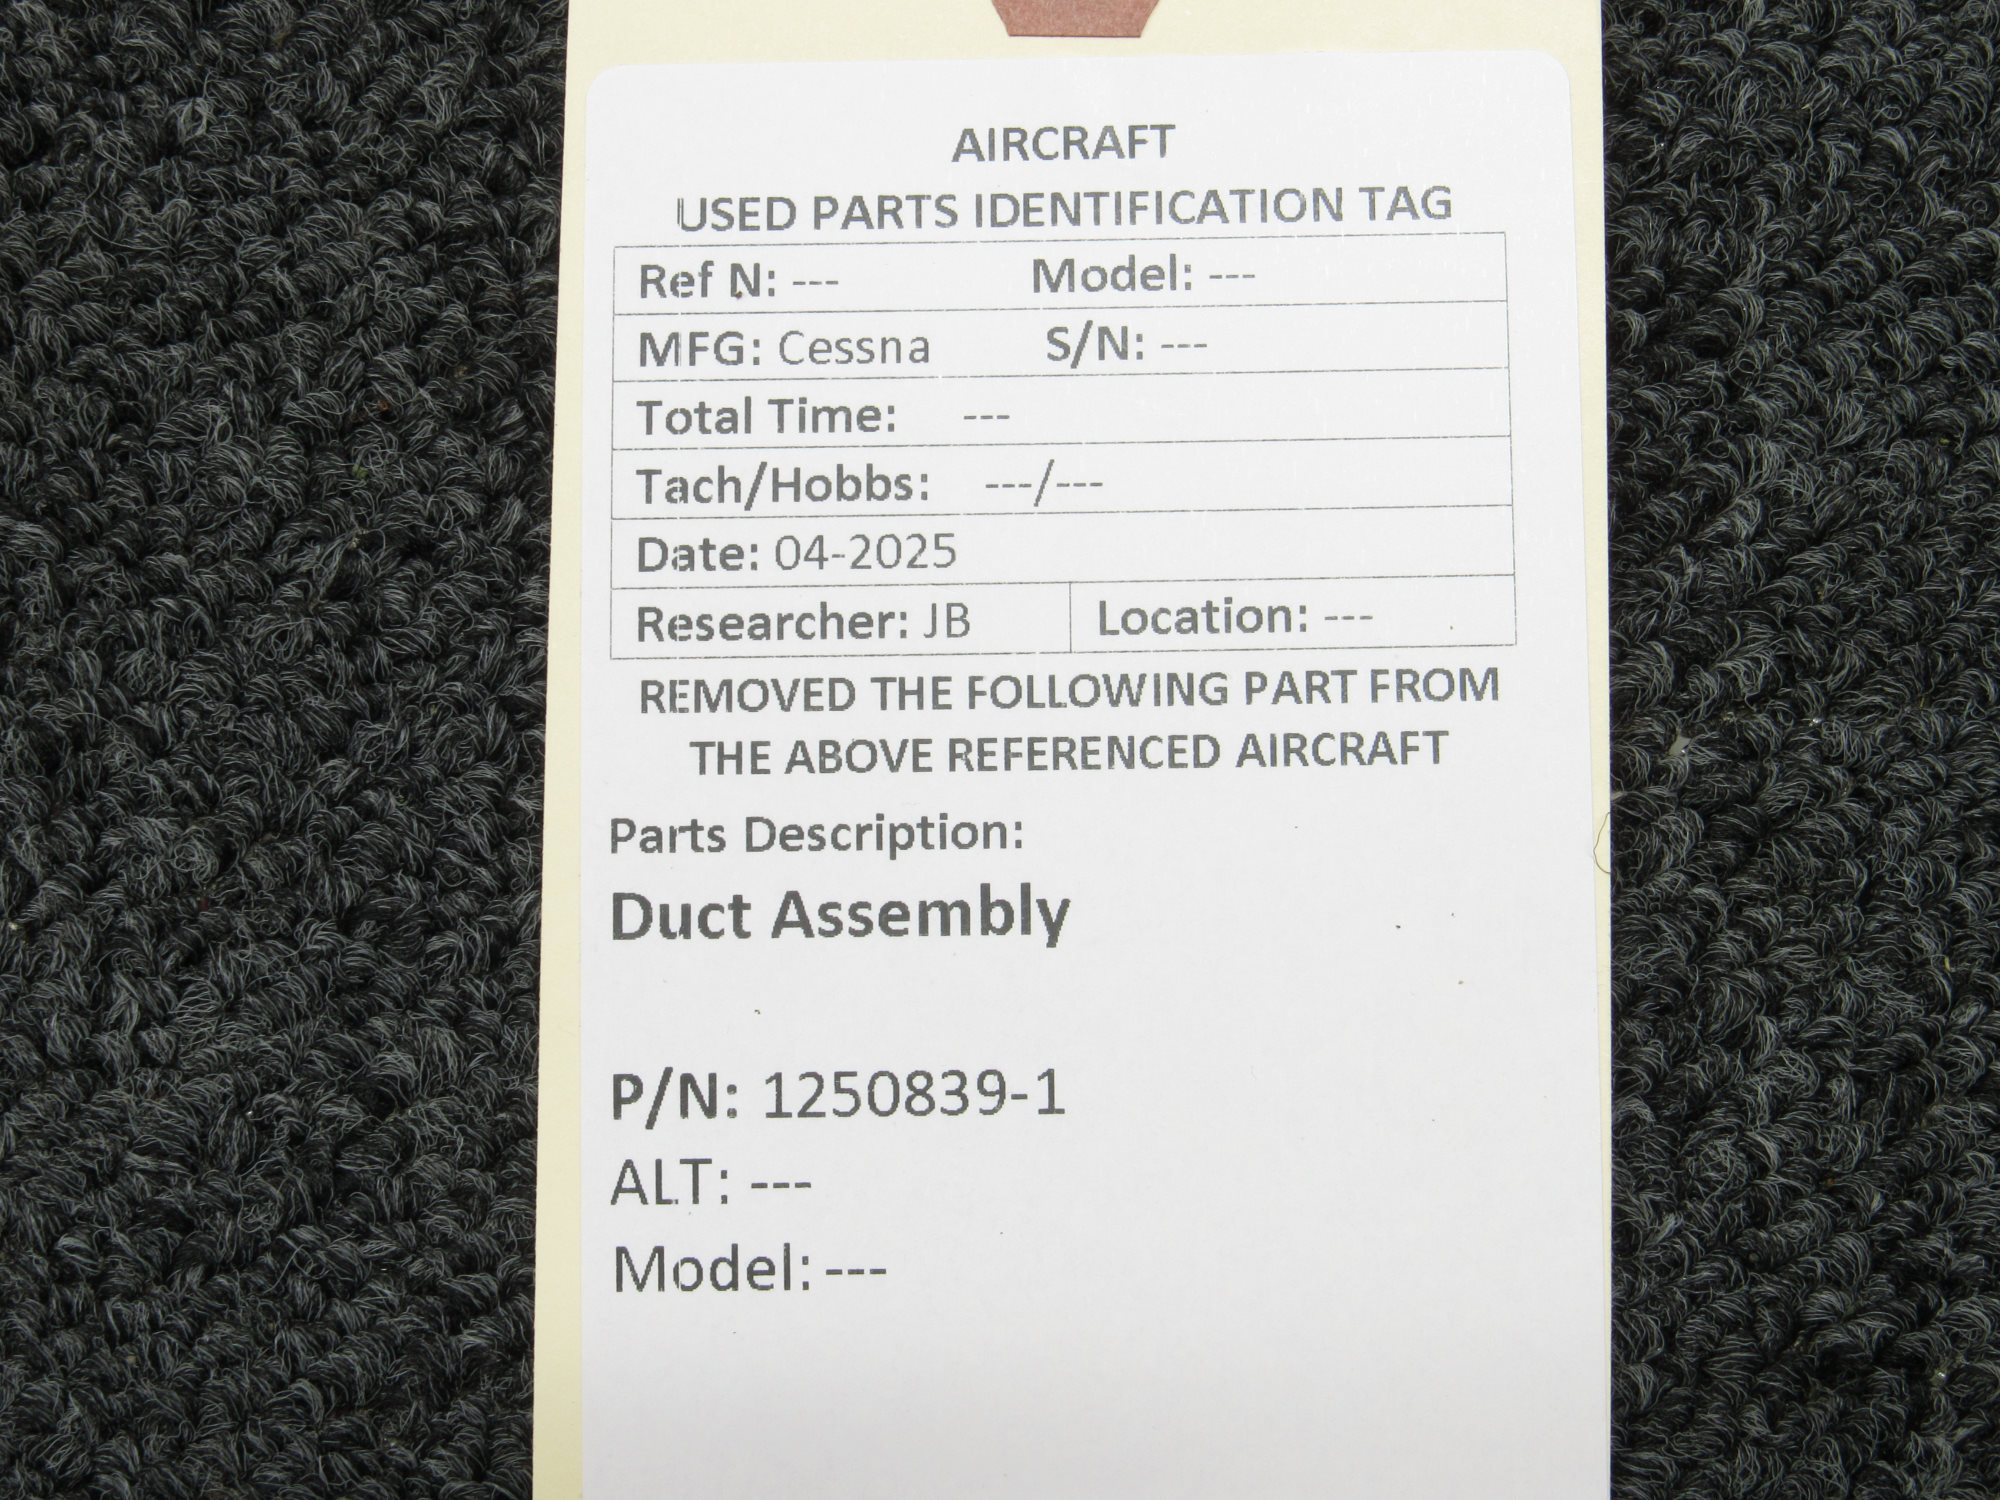 AIRCRAFT
USED PARTS IDENTIFICATION TAG
Ref N: --- Model: ---
MFG: Cessna S/N: ---
Total Time: ---
Tach/Hobbs: ---/---
Date: 04-2025
Researcher: JB Location: ---
REMOVED THE FOLLOWING PART FROM
THE ABOVE REFERENCED AIRCRAFT
Parts Description:
Duct Assembly
P/N: 1250839-1
ALT: ---
Model: ---